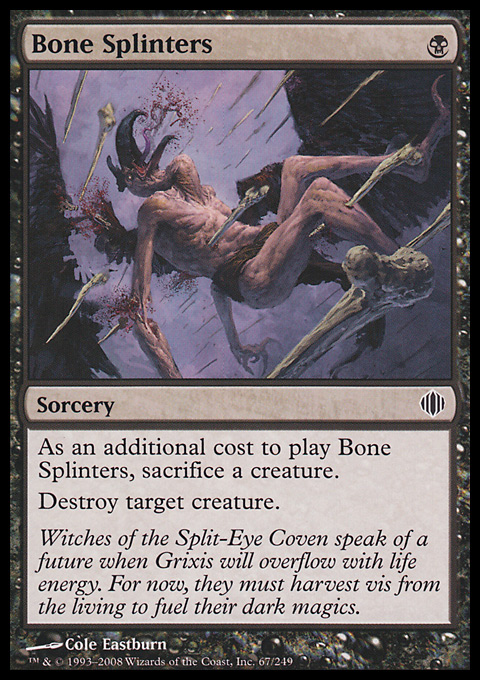 Bone Splinters
Sorcery
As an additional cost to play Bone
Splinters, sacrifice a creature.
Destroy target creature.
Witches of the Split-Eye Coven speak of a
future when Grixis will overflow with life
energy. For now, they must harvest vis from
the living to fuel their dark magics.
Cole Eastburn
™ & © 1993–2008 Wizards of the Coast, Inc. 67/249